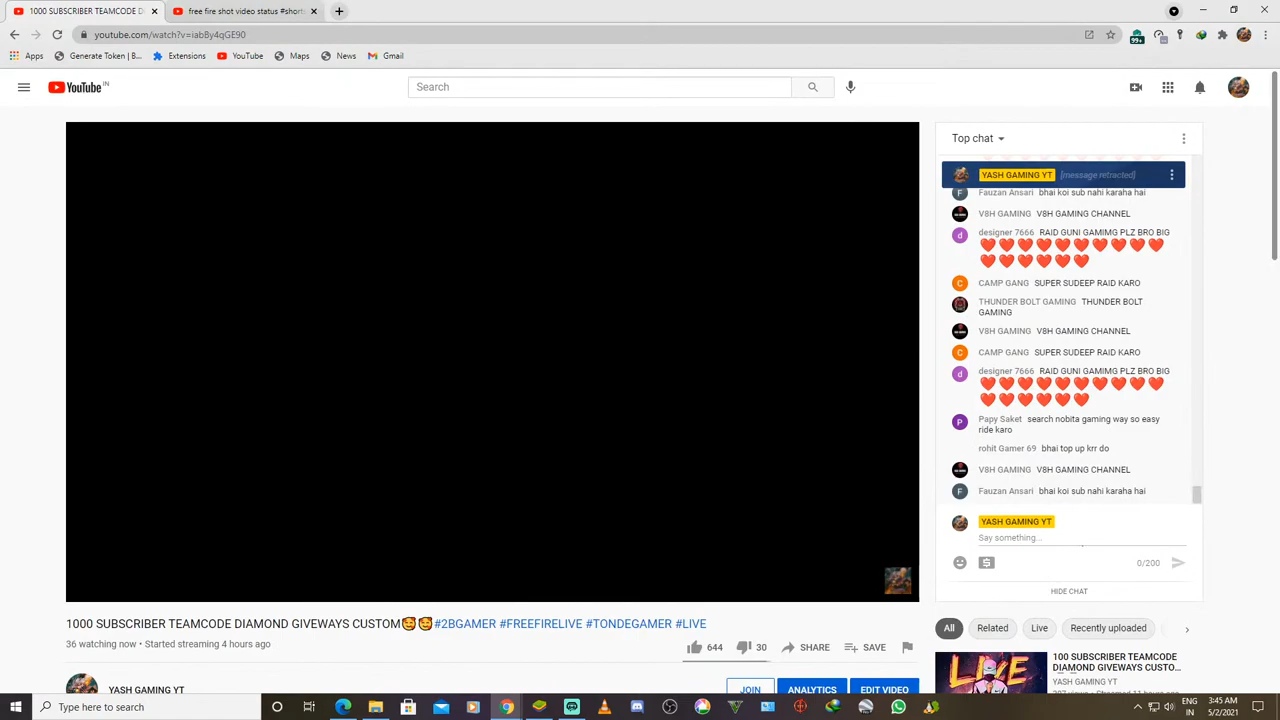 1000 SUBSCRIBER TEAMCODE D
free fire shot video status #shorts
youtube.com/watch?v=iabBy4qGE90
99+
Apps
Generate Token | B...
Extensions
YouTube
Maps
News
Gmail
YouTube IN
Search
Top chat
YASH GAMING YT [message retracted]
Fauzan Ansari bhai koi sub nahi karaha hai
V8H GAMING V8H GAMING CHANNEL
designer 7666 RAID GUNI GAMIMG PLZ BRO BIG
❤️❤️❤️❤️❤️❤️❤️❤️❤️❤️
❤️❤️❤️❤️❤️❤️
CAMP GANG SUPER SUDEEP RAID KARO
THUNDER BOLT GAMING THUNDER BOLT
GAMING
V8H GAMING V8H GAMING CHANNEL
CAMP GANG SUPER SUDEEP RAID KARO
designer 7666 RAID GUNI GAMIMG PLZ BRO BIG
❤️❤️❤️❤️❤️❤️❤️❤️❤️❤️
❤️❤️❤️❤️❤️❤️
Papy Saket search nobita gaming way so easy
ride karo
rohit Gamer 69 bhai top up krr do
V8H GAMING V8H GAMING CHANNEL
Fauzan Ansari bhai koi sub nahi karaha hai
YASH GAMING YT
Say something...
0/200
HIDE CHAT
1000 SUBSCRIBER TEAMCODE DIAMOND GIVEWAYS CUSTOM🥰 🥰#2BGAMER #FREEFIRELIVE #TONDEGAMER #LIVE
36 watching now • Started streaming 4 hours ago
644
30
SHARE
SAVE
YASH GAMING YT
JOIN
ANALYTICS
EDIT VIDEO
All
Related
Live
Recently uploaded
LIVE
100 SUBSCRIBER TEAMCODE
DIAMOND GIVEWAYS CUSTO...
YASH GAMING YT
Type here to search
ENG
IN
3:45 AM
5/2/2021